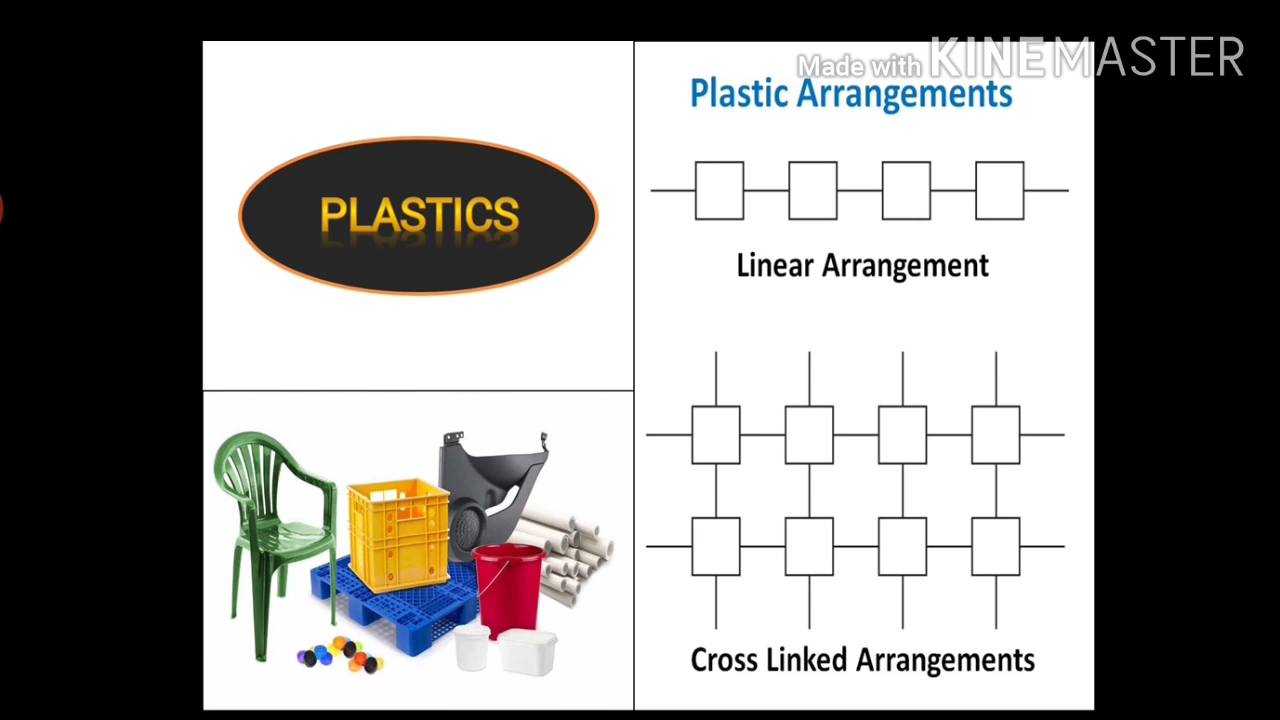 Made with KINEMASTER
PLASTICS
Plastic Arrangements
Linear Arrangement
Cross Linked Arrangements